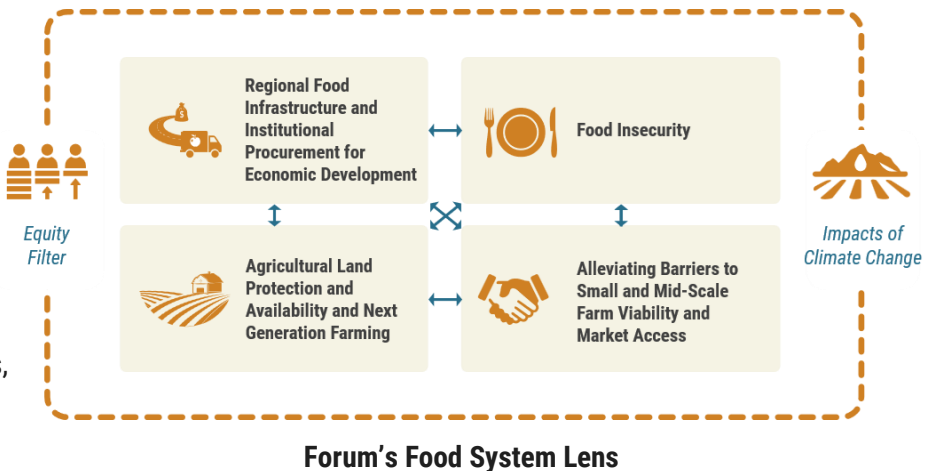 Regional Food
Infrastructure and
Institutional
Procurement for
Economic Development
Food Insecurity
Equity
Filter
Impacts of
Climate Change
Agricultural Land
Protection and
Availability and Next
Generation Farming
Alleviating Barriers to
Small and Mid-Scale
Farm Viability and
Market Access
Forum's Food System Lens